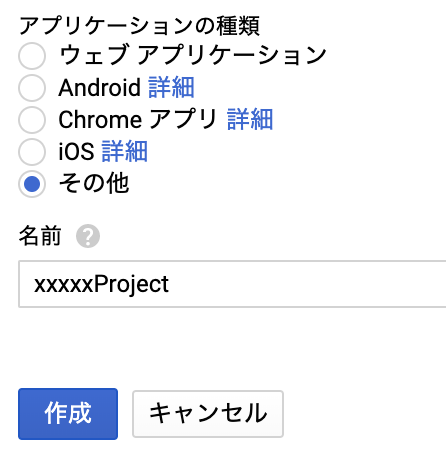 アプリケーションの種類
ウェブ アプリケーション
Android 詳細
Chrome アプリ 詳細
iOS 詳細
その他
名前 ?
xxxxxProject
作成 キャンセル